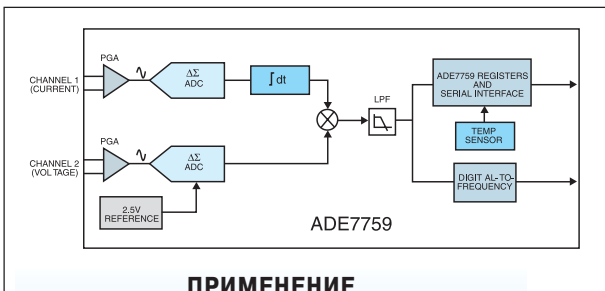 PGA
CHANNEL 1
(CURRENT)
ΔΣ
ADC
∫dt
LPF
ADE7759 REGISTERS
AND
SERIAL INTERFACE
TEMP
SENSOR
PGA
CHANNEL 2
(VOLTAGE)
ΔΣ
ADC
DIGIT AL-TO-
FREQUENCY
2.5V
REFERENCE
ADE7759
ПРИМЕНЕНИЕ